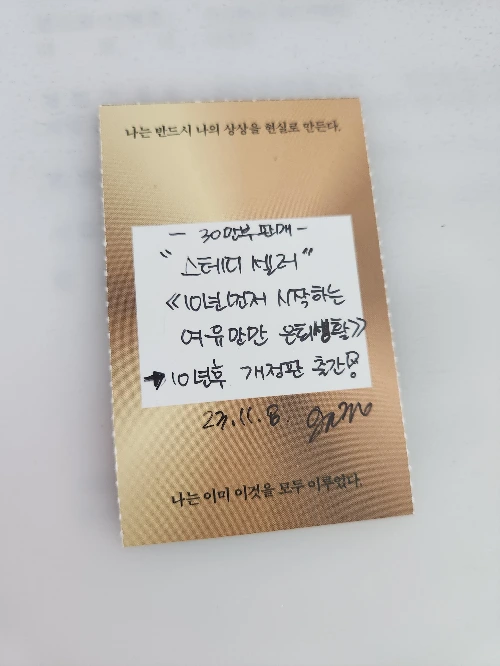 나는 반드시 나의 상상을 현실로 만든다.
- 30만부 판매 -
"스테디 셀러"
《10년 먼저 시작하는
여유만만 은퇴생활》
→ 10년후 개정판 출간
23.11.8.
나는 이미 이것을 모두 이루었다.